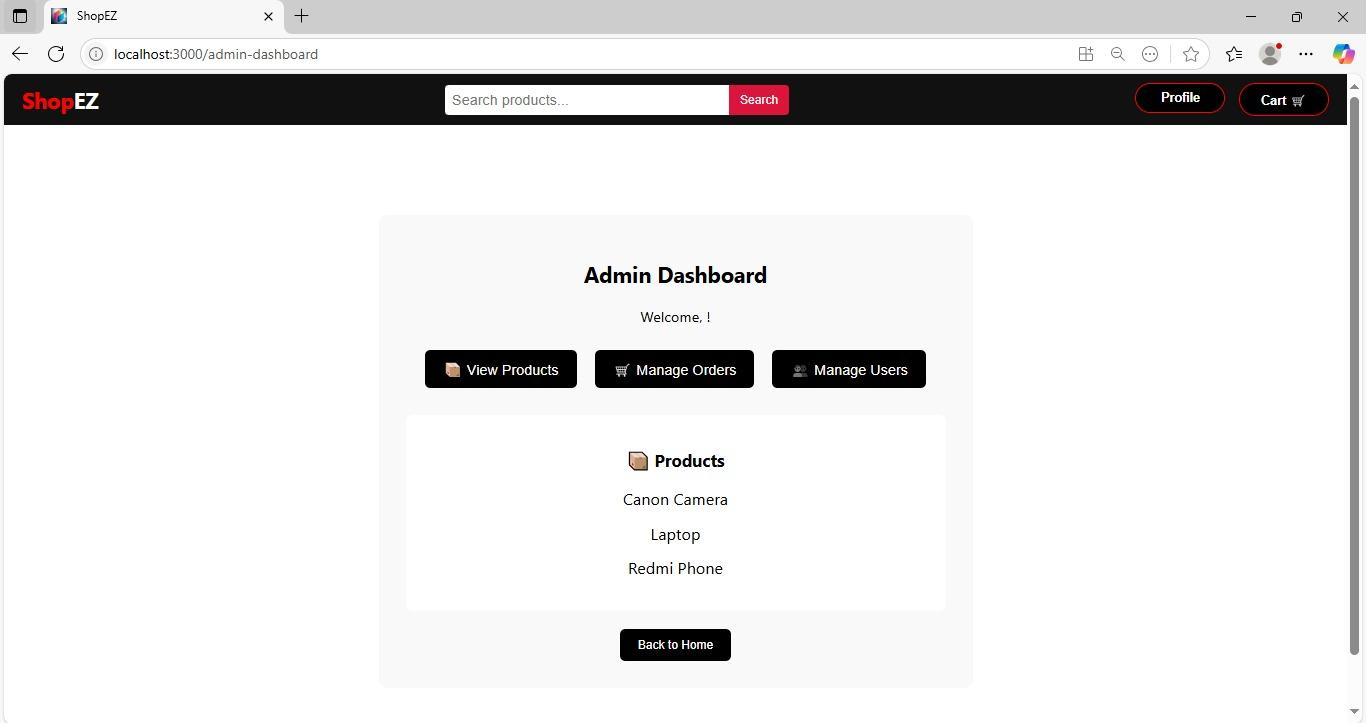 ShopEZ
localhost:3000/admin-dashboard
ShopEZ
Search products...
Search
Profile
Cart 🛒
Admin Dashboard
Welcome, !
📦 View Products
🛒 Manage Orders
👥 Manage Users
📦 Products
Canon Camera
Laptop
Redmi Phone
Back to Home